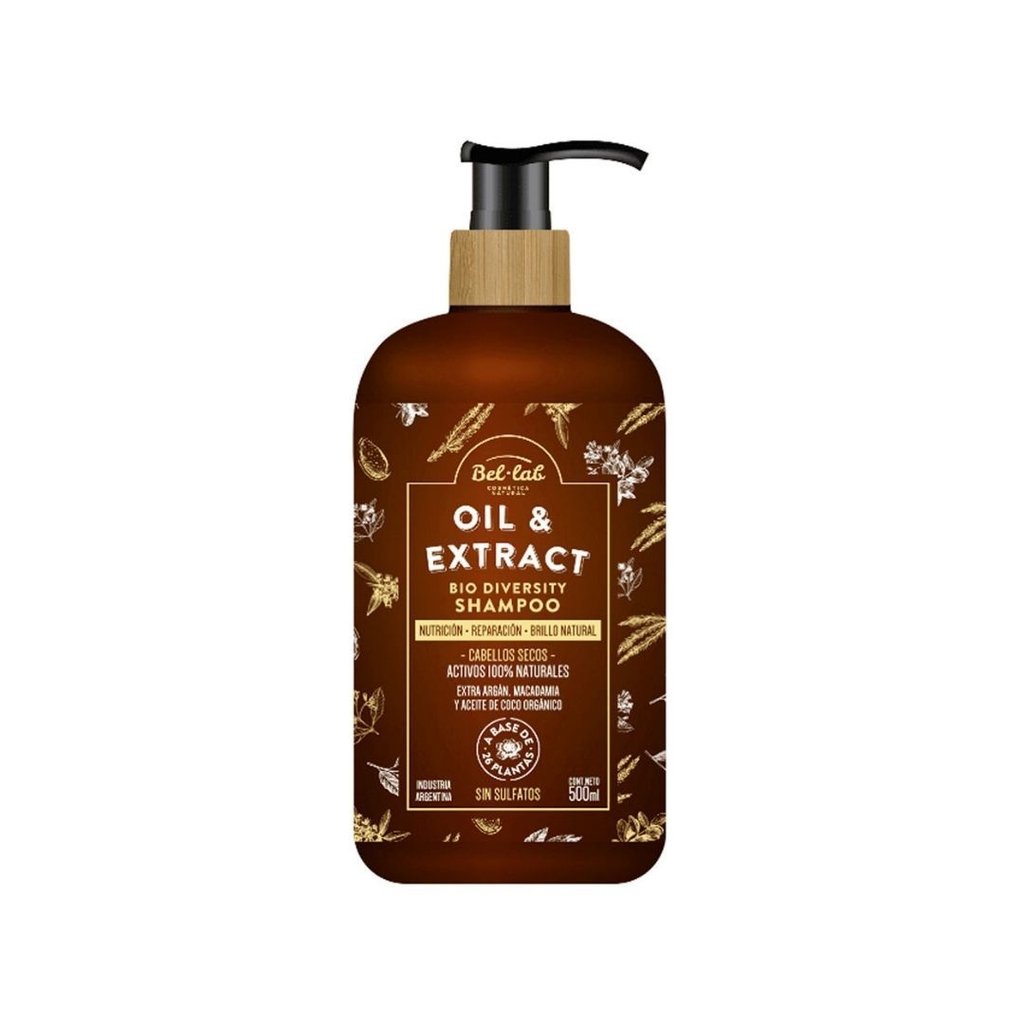 Bel·lab
COSMÉTICA
NATURAL
OIL &
EXTRACT
BIO DIVERSITY
SHAMPOO
NUTRICIÓN • REPARACIÓN • BRILLO NATURAL
- CABELLOS SECOS -
ACTIVOS 100% NATURALES
EXTRA ARGÁN, MACADAMIA
Y ACEITE DE COCO ORGÁNICO
A BASE DE
• 26 PLANTAS •
INDUSTRIA
ARGENTINA
SIN SULFATOS
CONT. NETO
500ml